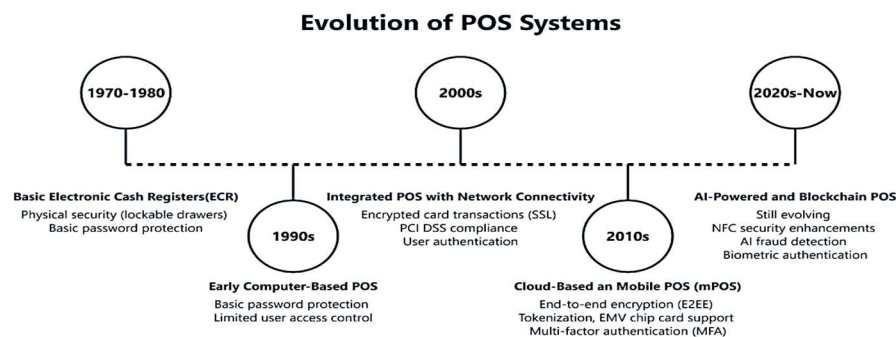 Evolution of POS Systems
1970-1980
2000s
2020s-Now
Basic Electronic Cash Registers(ECR)
Physical security (lockable drawers)
Basic password protection
Integrated POS with Network Connectivity
Encrypted card transactions (SSL)
PCI DSS compliance
User authentication
AI-Powered and Blockchain POS
Still evolving
NFC security enhancements
AI fraud detection
Biometric authentication
1990s
Early Computer-Based POS
Basic password protection
Limited user access control
2010s
Cloud-Based an Mobile POS (mPOS)
End-to-end encryption (E2EE)
Tokenization, EMV chip card support
Multi-factor authentication (MFA)